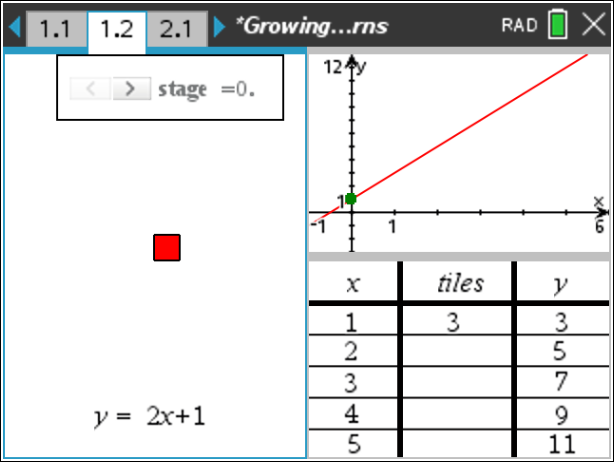 1.1 1.2 2.1 *Growing...rns RAD
stage =0.
y = 2x+1
12 y
1
x
-1 1 6
x tiles y
1 3 3
2 5
3 7
4 9
5 11